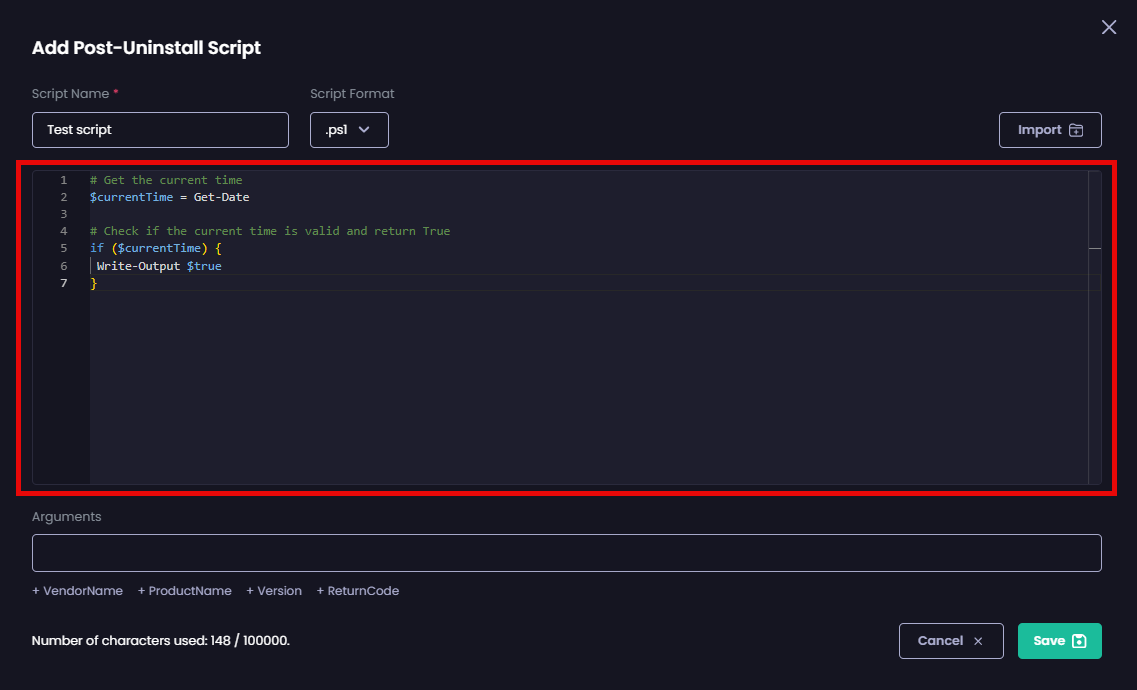 Add Post-Uninstall Script
Script Name *
Script Format
Test script
.ps1
Import
1 # Get the current time
2 $currentTime = Get-Date
3
4 # Check if the current time is valid and return True
5 if ($currentTime) {
6 Write-Output $true
7 }
Arguments
+ VendorName + ProductName + Version + ReturnCode
Number of characters used: 148 / 100000.
Cancel
Save